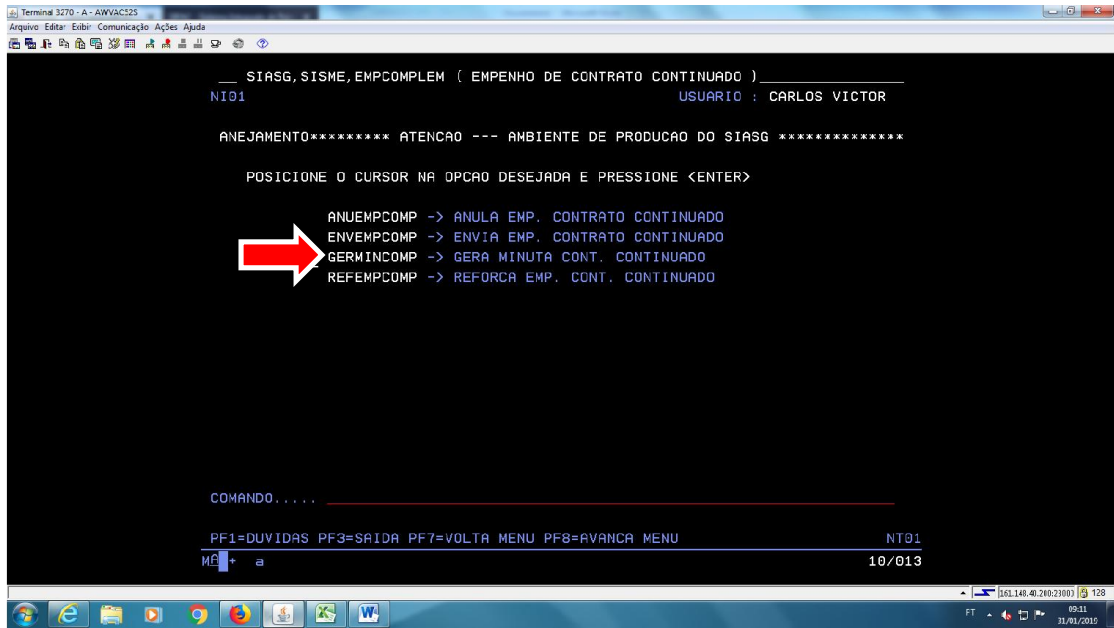 Terminal 3270 - A - AWVAC52S
Arquivo Editar Exibir Comunicação Ações Ajuda
__ SIASG,SISME,EMPCOMPLEM ( EMPENHO DE CONTRATO CONTINUADO )________________
NI01 USUARIO : CARLOS VICTOR
ANEJAMENTO********* ATENCAO --- AMBIENTE DE PRODUCAO DO SIASG **************
POSICIONE O CURSOR NA OPCAO DESEJADA E PRESSIONE <ENTER>
ANUEMPCOMP -> ANULA EMP. CONTRATO CONTINUADO
ENVEMPCOMP -> ENVIA EMP. CONTRATO CONTINUADO
GERMINCOMP -> GERA MINUTA CONT. CONTINUADO
REFEMPCOMP -> REFORCA EMP. CONT. CONTINUADO
COMANDO.....
PF1=DUVIDAS PF3=SAIDA PF7=VOLTA MENU PF8=AVANCA MENU NT01
MA + a 10/013
161.148.40.200:23000 128
PT 09:11
31/01/2019